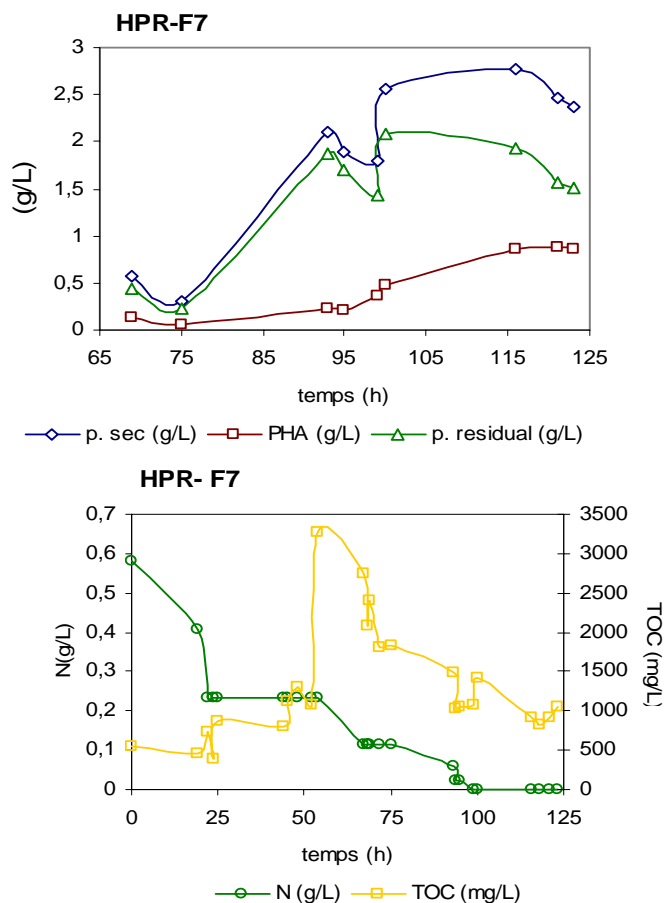 HPR-F7
3
2,5
2
1,5
1
0,5
0
(g/L)
65 75 85 95 105 115 125
temps (h)
p. sec (g/L) PHA (g/L) p. residual (g/L)
HPR- F7
0,7 3500
0,6 3000
0,5 2500
0,4 2000
0,3 1500
0,2 1000
0,1 500
0 0
N(g/L)
TOC (mg/L)
0 25 50 75 100 125
temps (h)
N (g/L) TOC (mg/L)